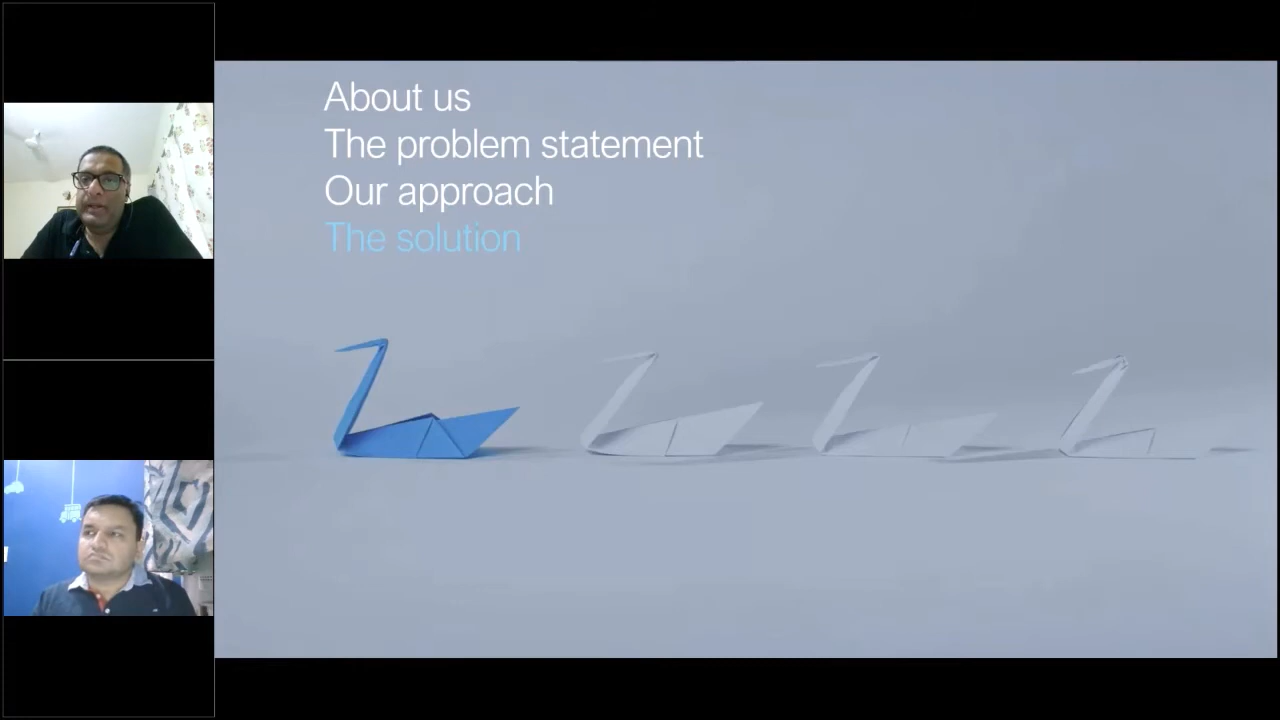 About us
The problem statement
Our approach
The solution